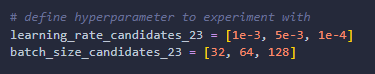 # define hyperparameter to experiment with
learning_rate_candidates_23 = [1e-3, 5e-3, 1e-4]
batch_size_candidates_23 = [32, 64, 128]